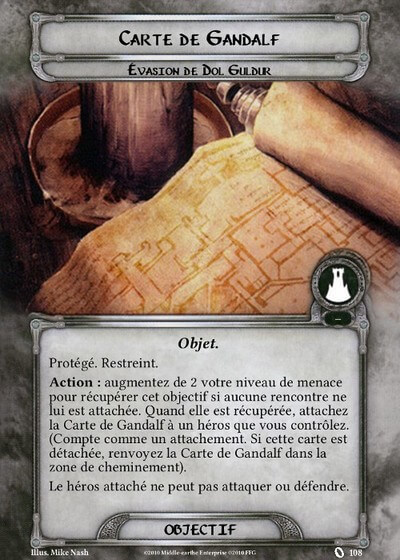 Carte de Gandalf
Évasion de Dol Guldur
Objet.
Protégé. Restreint.
Action : augmentez de 2 votre niveau de menace
pour récupérer cet objectif si aucune rencontre ne
lui est attachée. Quand elle est récupérée, attachez
la Carte de Gandalf à un héros que vous contrôlez.
(Compte comme un attachement. Si cette carte est
détachée, renvoyez la Carte de Gandalf dans la
zone de cheminement).
Le héros attaché ne peut pas attaquer ou défendre.
OBJECTIF
Illus. Mike Nash
©2010 Middle-earthe Enterprise ©2010 FFG
108